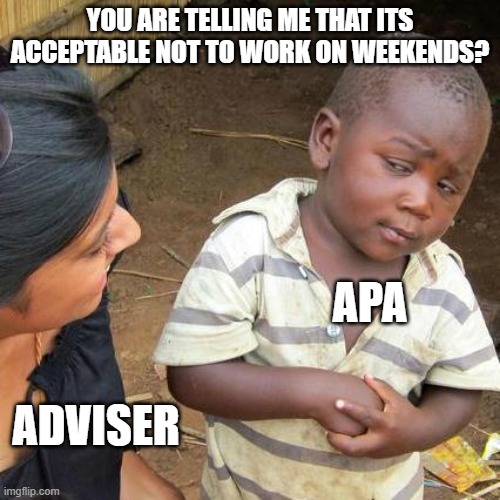 YOU ARE TELLING ME THAT ITS
ACCEPTABLE NOT TO WORK ON WEEKENDS?
APA
ADVISER
imgflip.com